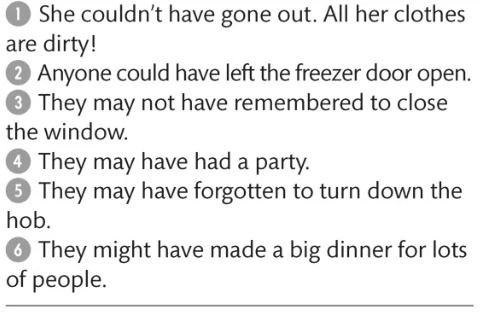 1 She couldn’t have gone out. All her clothes
are dirty!
2 Anyone could have left the freezer door open.
3 They may not have remembered to close
the window.
4 They may have had a party.
5 They may have forgotten to turn down the
hob.
6 They might have made a big dinner for lots
of people.